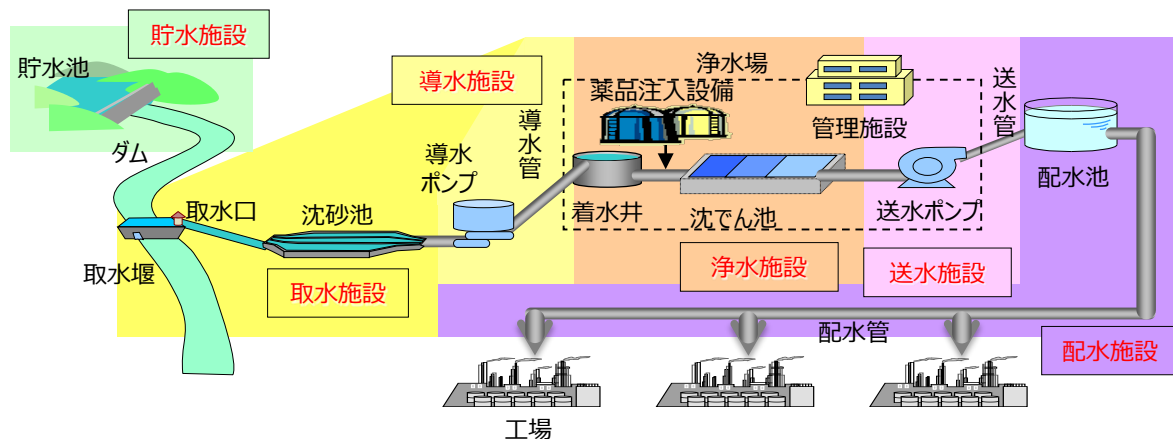 貯水施設
貯水池
ダム
取水口
取水堰
沈砂池
取水施設
導水施設
導水
ポンプ
導水管
浄水場
薬品注入設備
管理施設
着水井
沈でん池
浄水施設
送水ポンプ
送水管
送水施設
配水池
配水管
配水施設
工場